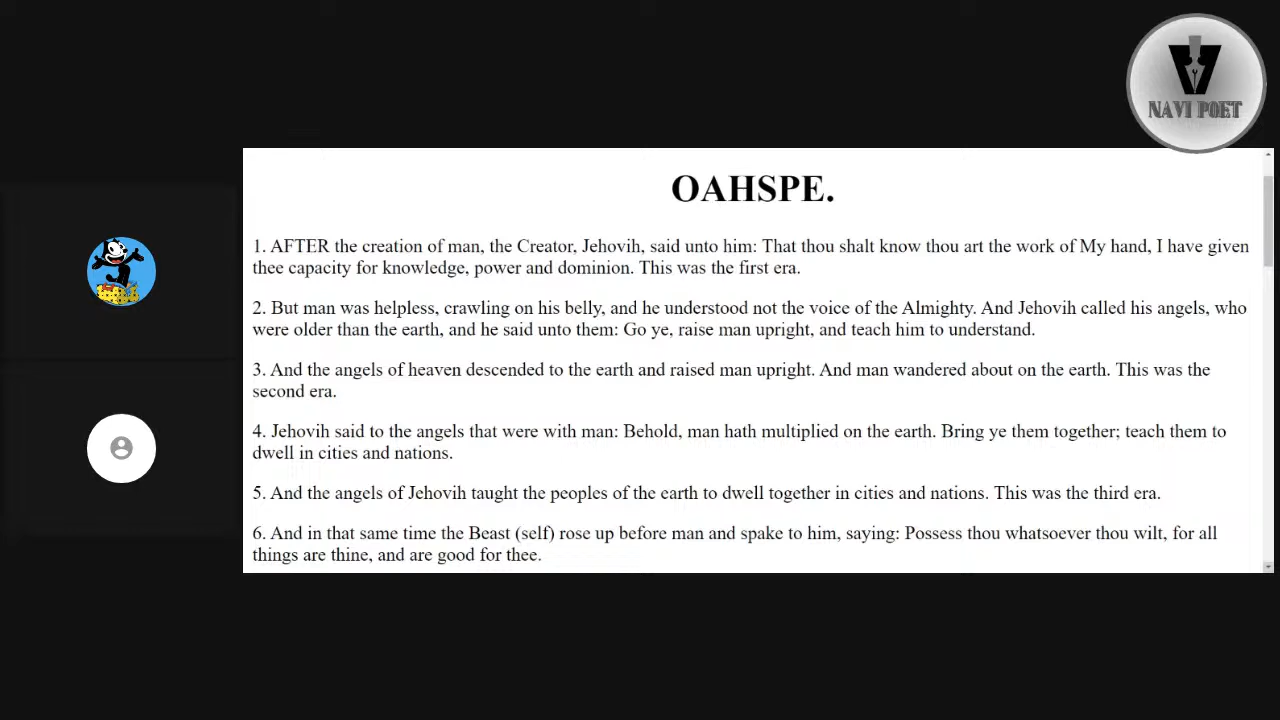 NAVI POET
OAHSPE.
1. AFTER the creation of man, the Creator, Jehovih, said unto him: That thou shalt know thou art the work of My hand, I have given
thee capacity for knowledge, power and dominion. This was the first era.
2. But man was helpless, crawling on his belly, and he understood not the voice of the Almighty. And Jehovih called his angels, who
were older than the earth, and he said unto them: Go ye, raise man upright, and teach him to understand.
3. And the angels of heaven descended to the earth and raised man upright. And man wandered about on the earth. This was the
second era.
4. Jehovih said to the angels that were with man: Behold, man hath multiplied on the earth. Bring ye them together; teach them to
dwell in cities and nations.
5. And the angels of Jehovih taught the peoples of the earth to dwell together in cities and nations. This was the third era.
6. And in that same time the Beast (self) rose up before man and spake to him, saying: Possess thou whatsoever thou wilt, for all
things are thine, and are good for thee.